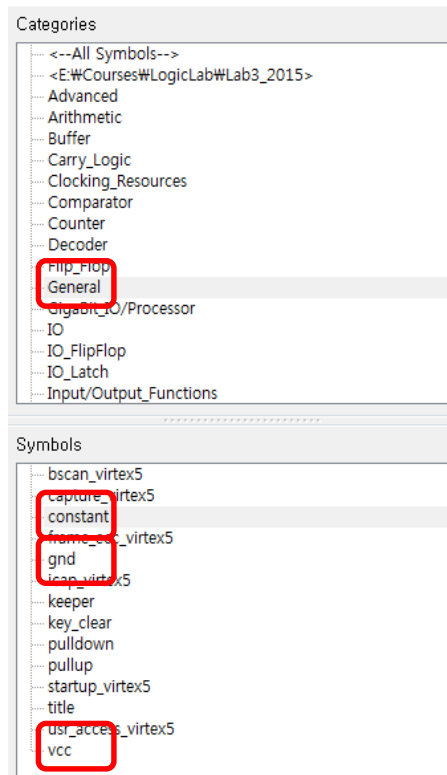 Categories
<--All Symbols-->
<E:₩Courses₩LogicLab₩Lab3_2015>
Advanced
Arithmetic
Buffer
Carry_Logic
Clocking_Resources
Comparator
Counter
Decoder
Flip_Flop
General
GigaBit_IO/Processor
IO
IO_FlipFlop
IO_Latch
Input/Output_Functions
Symbols
bscan_virtex5
capture_virtex5
constant
frame_ecc_virtex5
gnd
icap_virtex5
keeper
key_clear
pulldown
pullup
startup_virtex5
title
usr_access_virtex5
vcc